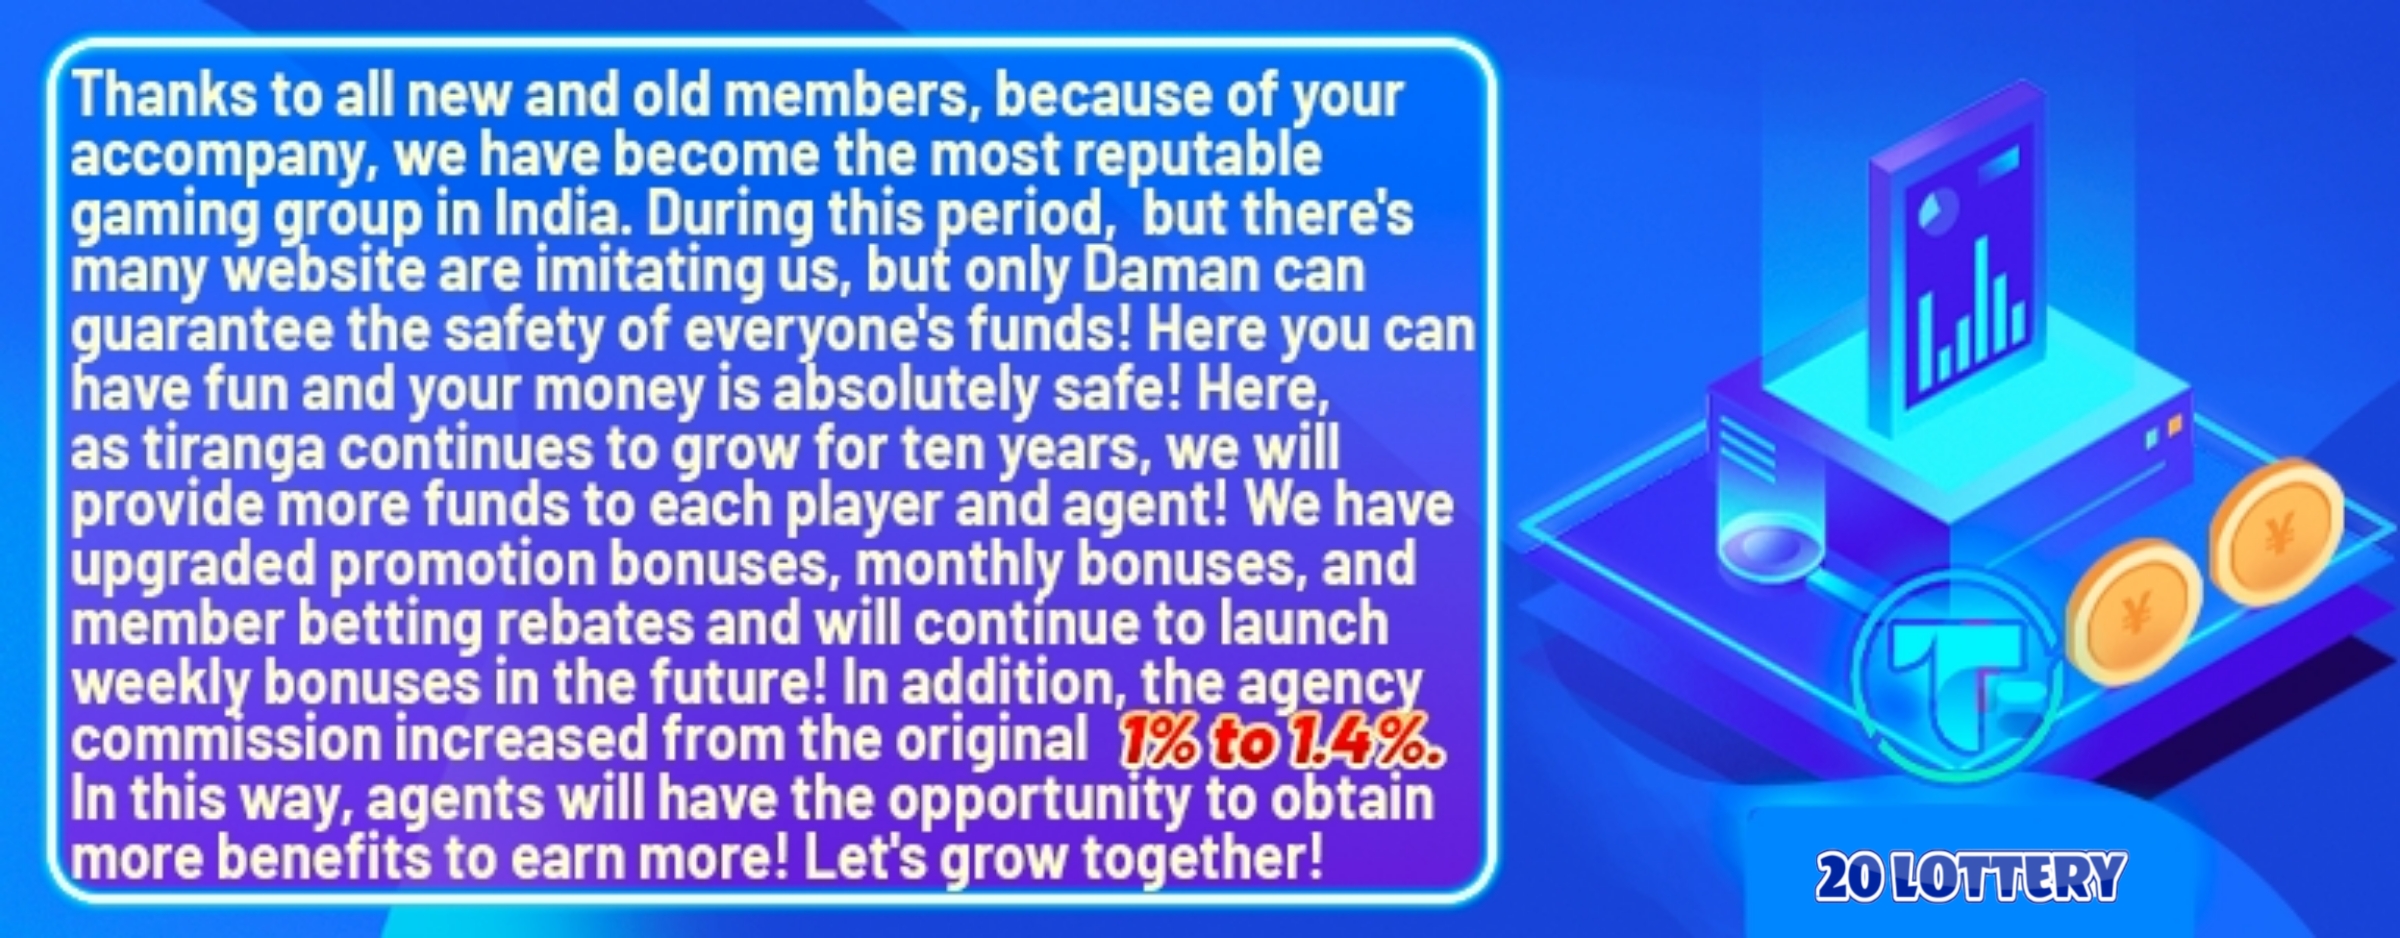 Thanks to all new and old members, because of your
accompany, we have become the most reputable
gaming group in India. During this period,  but there's
many website are imitating us, but only Daman can
guarantee the safety of everyone's funds! Here you can
have fun and your money is absolutely safe! Here,
as tiranga continues to grow for ten years, we will
provide more funds to each player and agent! We have
upgraded promotion bonuses, monthly bonuses, and
member betting rebates and will continue to launch
weekly bonuses in the future! In addition, the agency
commission increased from the original 1% to 1.4%.
In this way, agents will have the opportunity to obtain
more benefits to earn more! Let's grow together!
¥
¥
20 LOTTERY